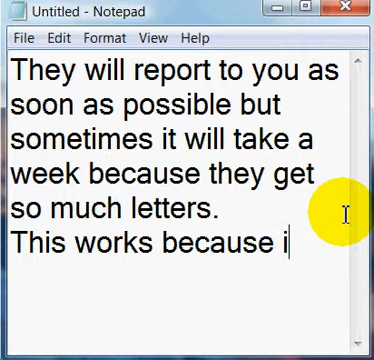 Untitled - Notepad
File Edit Format View Help
They will report to you as
soon as possible but
sometimes it will take a
week because they get
so much letters.
This works because i